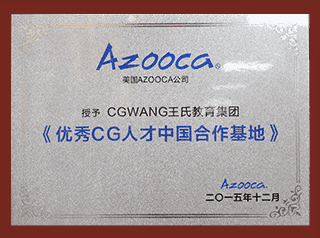 Azooca®
美国AZOOCA公司
授予 CGWANG王氏教育集团
《优秀CG人才中国合作基地》
Azooca®
二〇一五年十二月